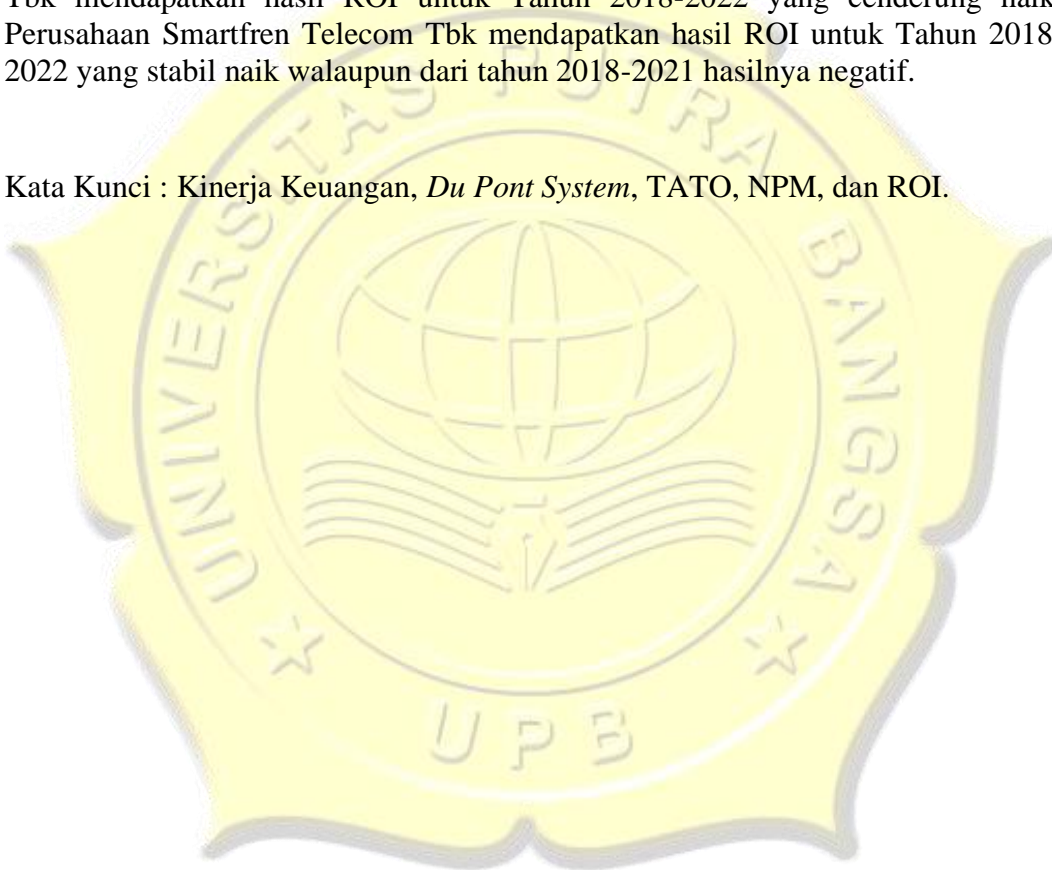 Tbk mendapatkan hasil ROI untuk Tahun 2018-2022 yang cenderung naik
Perusahaan Smartfren Telecom Tbk mendapatkan hasil ROI untuk Tahun 2018
2022 yang stabil naik walaupun dari tahun 2018-2021 hasilnya negatif.
Kata Kunci : Kinerja Keuangan, Du Pont System, TATO, NPM, dan ROI.
UNIVERSITAS PUTRA BANGSA
UPB